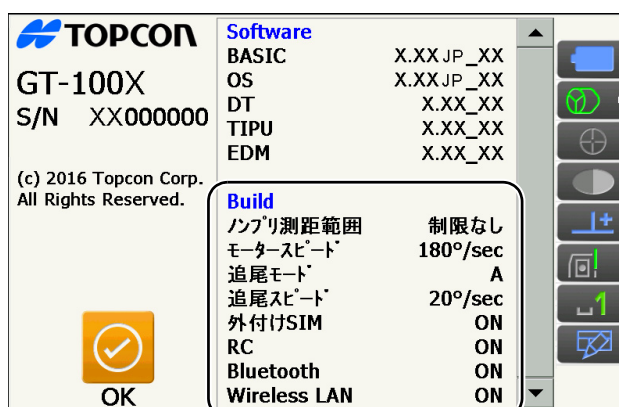 TOPCON
GT-100X
S/N XX000000
(c) 2016 Topcon Corp.
All Rights Reserved.
OK
Software
BASIC X.XX JP_XX
OS X.XX JP_XX
DT X.XX_XX
TIPU X.XX_XX
EDM X.XX_XX
Build
ﾉﾝﾌﾟﾘ測距範囲 制限なし
ﾓｰﾀｰｽﾋﾟｰﾄﾞ 180º/sec
追尾ﾓｰﾄﾞ A
追尾ｽﾋﾟｰﾄﾞ 20º/sec
外付けSIM ON
RC ON
Bluetooth ON
Wireless LAN ON
1